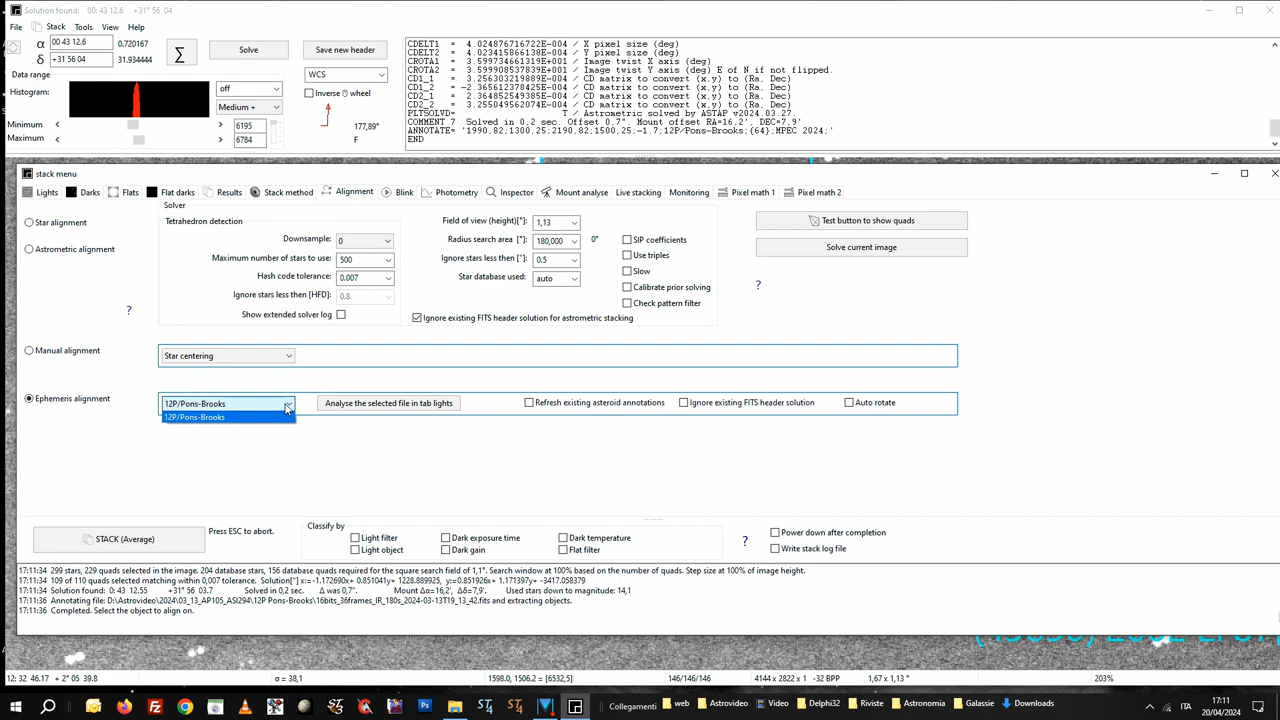 Solution found: 00: 43 12.6 +31° 56 04
File Stack Tools View Help
α 00 43 12.6 0.720167
δ +31 56 04 31.934444
Σ
Solve
Save new header
WCS
Inverse wheel
177,89°
F
Data range
Histogram: off
Medium +
Minimum < > 6195
Maximum < > 6784
CDELT1 = 4.024876716722E-004 / X pixel size (deg)
CDELT2 = 4.023415866138E-004 / Y pixel size (deg)
CROTA1 = 3.599734661319E+001 / Image twist X axis (deg)
CROTA2 = 3.599908537839E+001 / Image twist Y axis (deg) E of N if not flipped.
CD1_1 = 3.256303219889E-004 / CD matrix to convert (x,y) to (Ra, Dec)
CD1_2 = -2.365612378425E-004 / CD matrix to convert (x,y) to (Ra, Dec)
CD2_1 = 2.364852549385E-004 / CD matrix to convert (x,y) to (Ra, Dec)
CD2_2 = 3.255049562074E-004 / CD matrix to convert (x,y) to (Ra, Dec)
PLTSOLVD= T / Astrometric solved by ASTAP v2024.03.27.
COMMENT 7 Solved in 0.2 sec. Offset 0,7". Mount offset RA=16,2', DEC=7,9'
ANNOTATE= '1990.82;1300,25;2190.82;1500.25;-1.7;12P/Pons-Brooks;{64};MPEC 2024;'
END
stack menu
Lights Darks Flats Flat darks Results Stack method Alignment Blink Photometry Inspector Mount analyse Live stacking Monitoring Pixel math 1 Pixel math 2
Star alignment
Astrometric alignment
?
Solver
Tetrahedron detection
Downsample: 0
Maximum number of stars to use: 500
Hash code tolerance: 0.007
Ignore stars less then [HFD]: 0.8
Show extended solver log
Field of view (height)[°]: 1,13
Radius search area [°]: 180,000 0°
Ignore stars less then ["]: 0.5
Star database used: auto
SIP coefficients
Use triples
Slow
Calibrate prior solving
Check pattern filter
Ignore existing FITS header solution for astrometric stacking
Test button to show quads
Solve current image
?
Manual alignment Star centering
Ephemeris alignment 12P/Pons-Brooks Analyse the selected file in tab lights Refresh existing asteroid annotations Ignore existing FITS header solution Auto rotate
12P/Pons-Brooks
STACK (Average)
Press ESC to abort.
Classify by
Light filter Dark exposure time Dark temperature
Light object Dark gain Flat filter
?
Power down after completion
Write stack log file
17:11:34 299 stars, 229 quads selected in the image. 204 database stars, 156 database quads required for the square search field of 1,1°. Search window at 100% based on the number of quads. Step size at 100% of image height.
17:11:34 109 of 110 quads selected matching within 0,007 tolerance. Solution["] x:=-1.172690x+ 0.851041y+ 1228.889925, y:=0.851926x+ 1.171397y+ -3417.058379
17:11:34 Solution found: 0: 43 12.55 +31° 56 03.7 Solved in 0,2 sec. Δ was 0,7". Mount Δα=16,2', Δδ=7,9'. Used stars down to magnitude: 14,1
17:11:36 Annotating file: D:\Astrovideo\2024\03_13_AP105_ASI294\12P Pons-Brooks\16bits_36frames_IR_180s_2024-03-13T19_13_42.fits and extracting objects.
17:11:36 Completed. Select the object to align on.
12: 32 46.17 + 2° 05 39.8 σ = 38,1 1598.0, 1506.2 = [6532,5] 146/146/146 4144 x 2822 x 1 -32 BPP 1,67 x 1,13 ° 203%
Collegamenti web Astrovideo Video Delphi32 Riviste Astronomia Galassie Downloads
ITA
17:11
20/04/2024